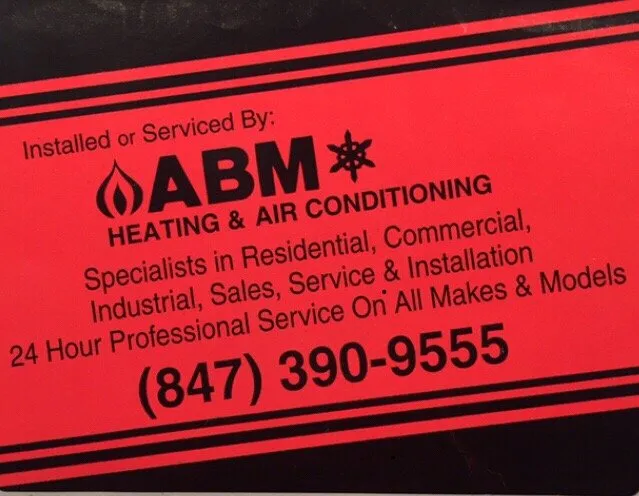 Installed or Serviced By:
ABM
HEATING & AIR CONDITIONING
Specialists in Residential, Commercial,
Industrial, Sales, Service & Installation
24 Hour Professional Service On All Makes & Models
(847) 390-9555